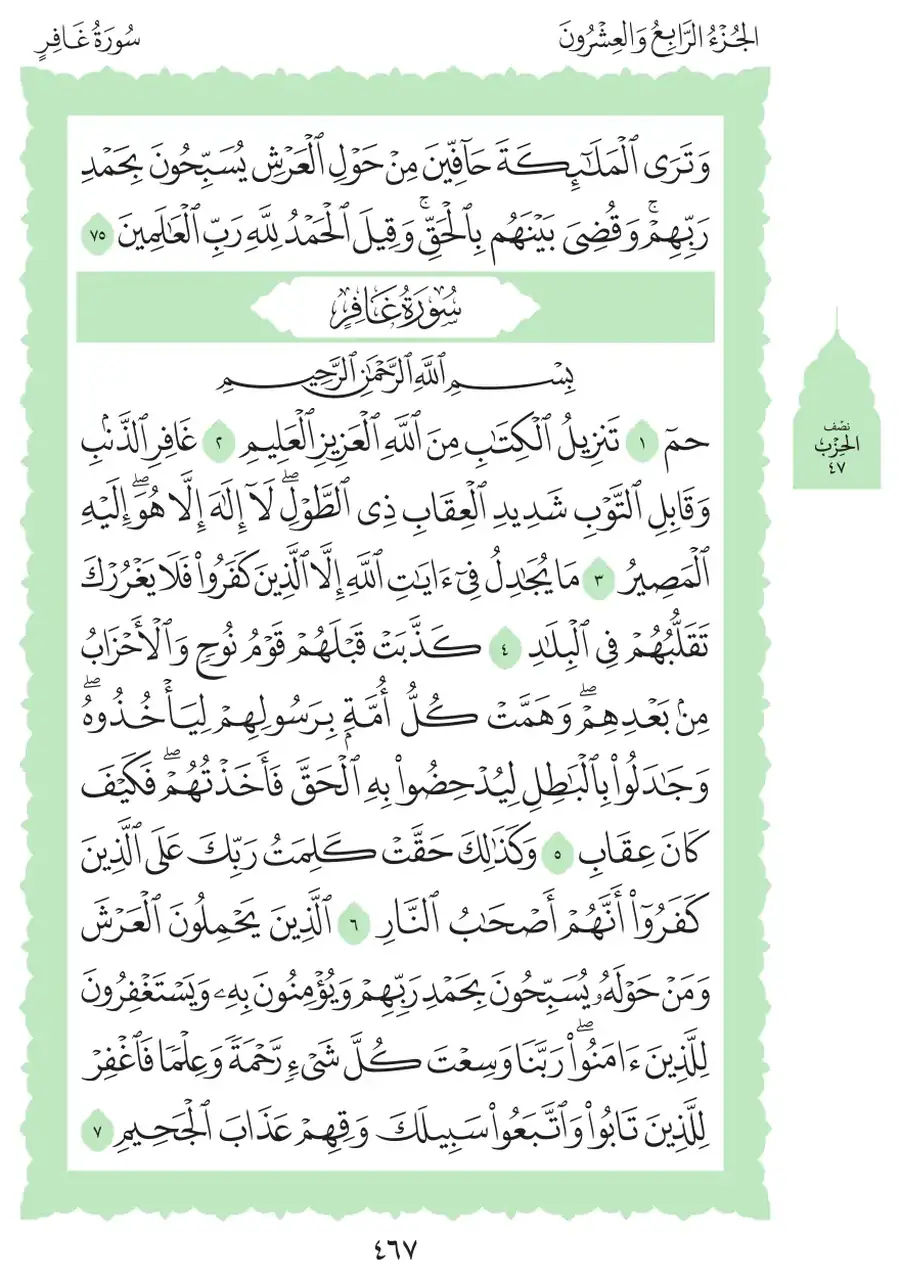 الجُزْءُ الرَّابِعُ وَالعِشْرُونَ
سُورَةُ غَافِرٍ
وَتَرَى ٱلْمَلَـٰٓئِكَةَ حَآفِّينَ مِنْ حَوْلِ ٱلْعَرْشِ يُسَبِّحُونَ بِحَمْدِ
رَبِّهِمْۚ وَقُضِىَ بَيْنَهُم بِٱلْحَقِّۚ وَقِيلَ ٱلْحَمْدُ لِلَّهِ رَبِّ ٱلْعَـٰلَمِينَ ٧٥
سُورَةُ غَافِرٍ
بِسْمِ ٱللَّهِ ٱلرَّحْمَـٰنِ ٱلرَّحِيمِ
حمٓ ١ تَنزِيلُ ٱلْكِتَـٰبِ مِنَ ٱللَّهِ ٱلْعَزِيزِ ٱلْعَلِيمِ ٢ غَافِرِ ٱلذَّنۢبِ
وَقَابِلِ ٱلتَّوْبِ شَدِيدِ ٱلْعِقَابِ ذِى ٱلطَّوْلِۖ لَآ إِلَـٰهَ إِلَّا هُوَۖ إِلَيْهِ
ٱلْمَصِيرُ ٣ مَا يُجَـٰدِلُ فِىٓ ءَايَـٰتِ ٱللَّهِ إِلَّا ٱلَّذِينَ كَفَرُوا۟ فَلَا يَغْرُرْكَ
تَقَلُّبُهُمْ فِى ٱلْبِلَـٰدِ ٤ كَذَّبَتْ قَبْلَهُمْ قَوْمُ نُوحٍ وَٱلْأَحْزَابُ
مِنۢ بَعْدِهِمْۖ وَهَمَّتْ كُلُّ أُمَّةٍۭ بِرَسُولِهِمْ لِيَأْخُذُوهُۖ
وَجَـٰدَلُوا۟ بِٱلْبَـٰطِلِ لِيُدْحِضُوا۟ بِهِ ٱلْحَقَّ فَأَخَذْتُهُمْۖ فَكَيْفَ
كَانَ عِقَابِ ٥ وَكَذَٰلِكَ حَقَّتْ كَلِمَتُ رَبِّكَ عَلَى ٱلَّذِينَ
كَفَرُوٓا۟ أَنَّهُمْ أَصْحَـٰبُ ٱلنَّارِ ٦ ٱلَّذِينَ يَحْمِلُونَ ٱلْعَرْشَ
وَمَنْ حَوْلَهُۥ يُسَبِّحُونَ بِحَمْدِ رَبِّهِمْ وَيُؤْمِنُونَ بِهِۦ وَيَسْتَغْفِرُونَ
لِلَّذِينَ ءَامَنُوا۟ۖ رَبَّنَا وَسِعْتَ كُلَّ شَىْءٍ رَّحْمَةً وَعِلْمًا فَٱغْفِرْ
لِلَّذِينَ تَابُوا۟ وَٱتَّبَعُوا۟ سَبِيلَكَ وَقِهِمْ عَذَابَ ٱلْجَحِيمِ ٧
نِصْف
الحِزْب
٤٧
٤٦٧